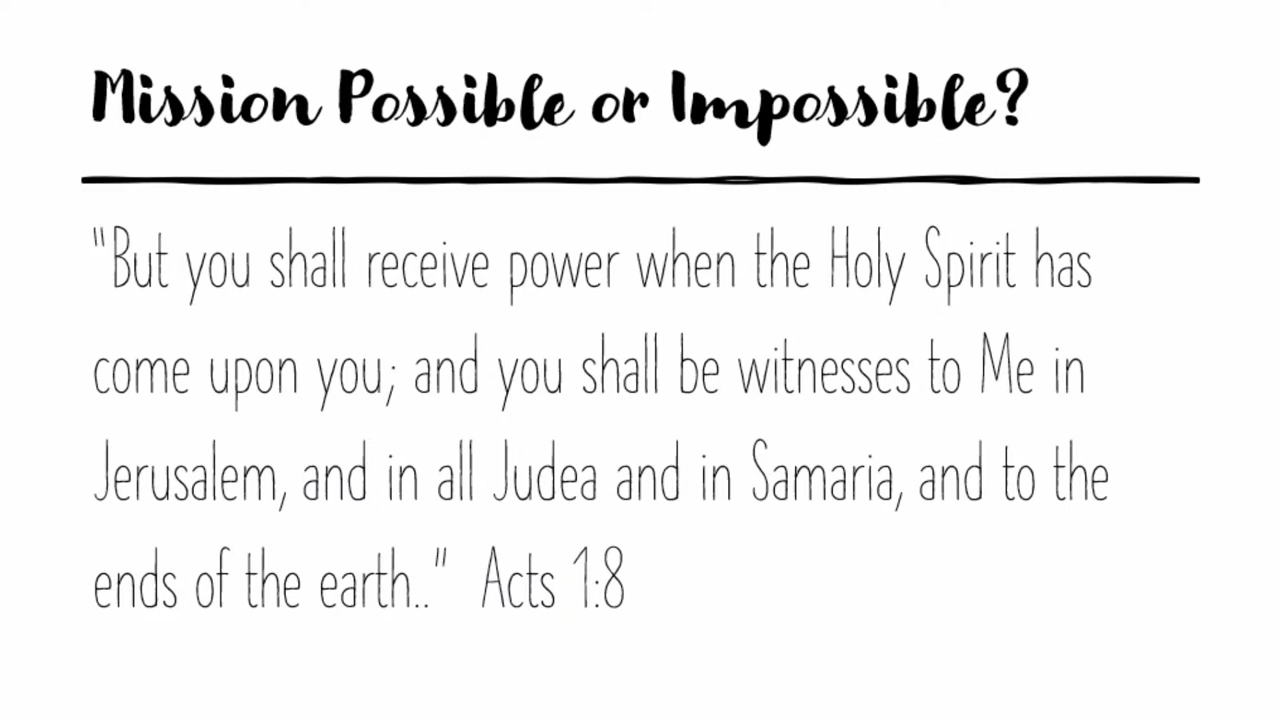 Mission Possible or Impossible?
"But you shall receive power when the Holy Spirit has
come upon you; and you shall be witnesses to Me in
Jerusalem, and in all Judea and in Samaria, and to the
ends of the earth.." Acts 1:8